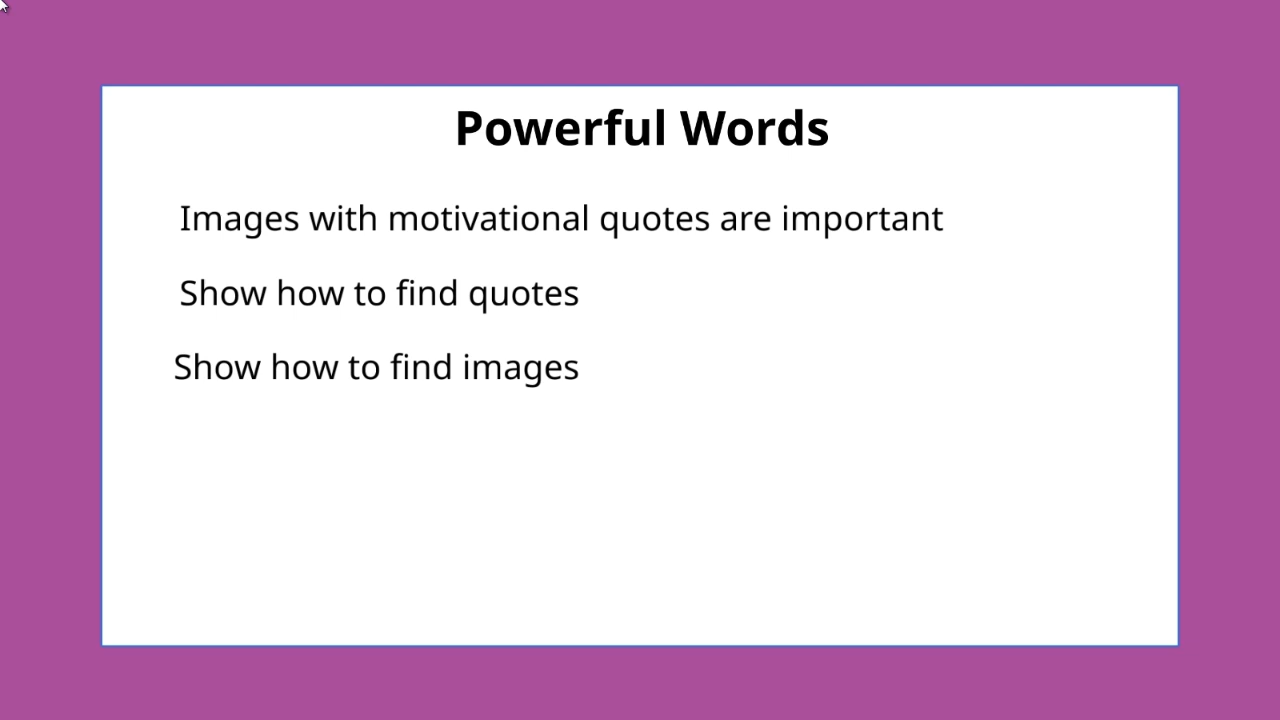 Powerful Words
Images with motivational quotes are important
Show how to find quotes
Show how to find images